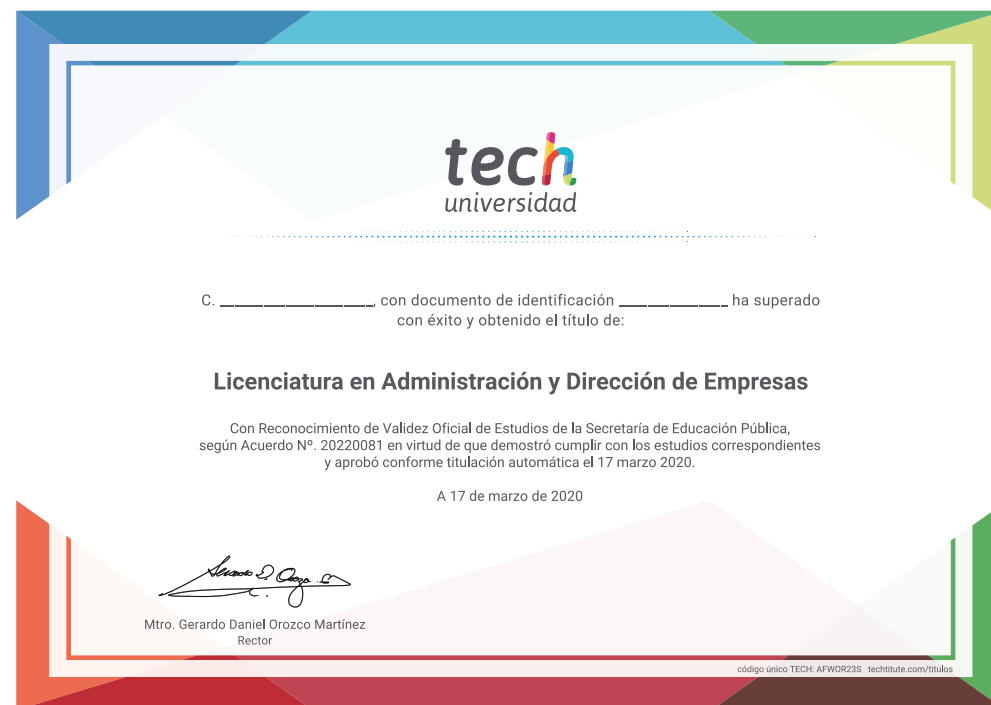 tech
universidad
C. ____________________, con documento de identificación ______________ ha superado
con éxito y obtenido el título de:
Licenciatura en Administración y Dirección de Empresas
Con Reconocimiento de Validez Oficial de Estudios de la Secretaría de Educación Pública,
según Acuerdo Nº. 20220081 en virtud de que demostró cumplir con los estudios correspondientes
y aprobó conforme titulación automática el 17 marzo 2020.
A 17 de marzo de 2020
Mtro. Gerardo Daniel Orozco Martínez
Rector
código único TECH: AFWOR23S techtitute.com/titulos